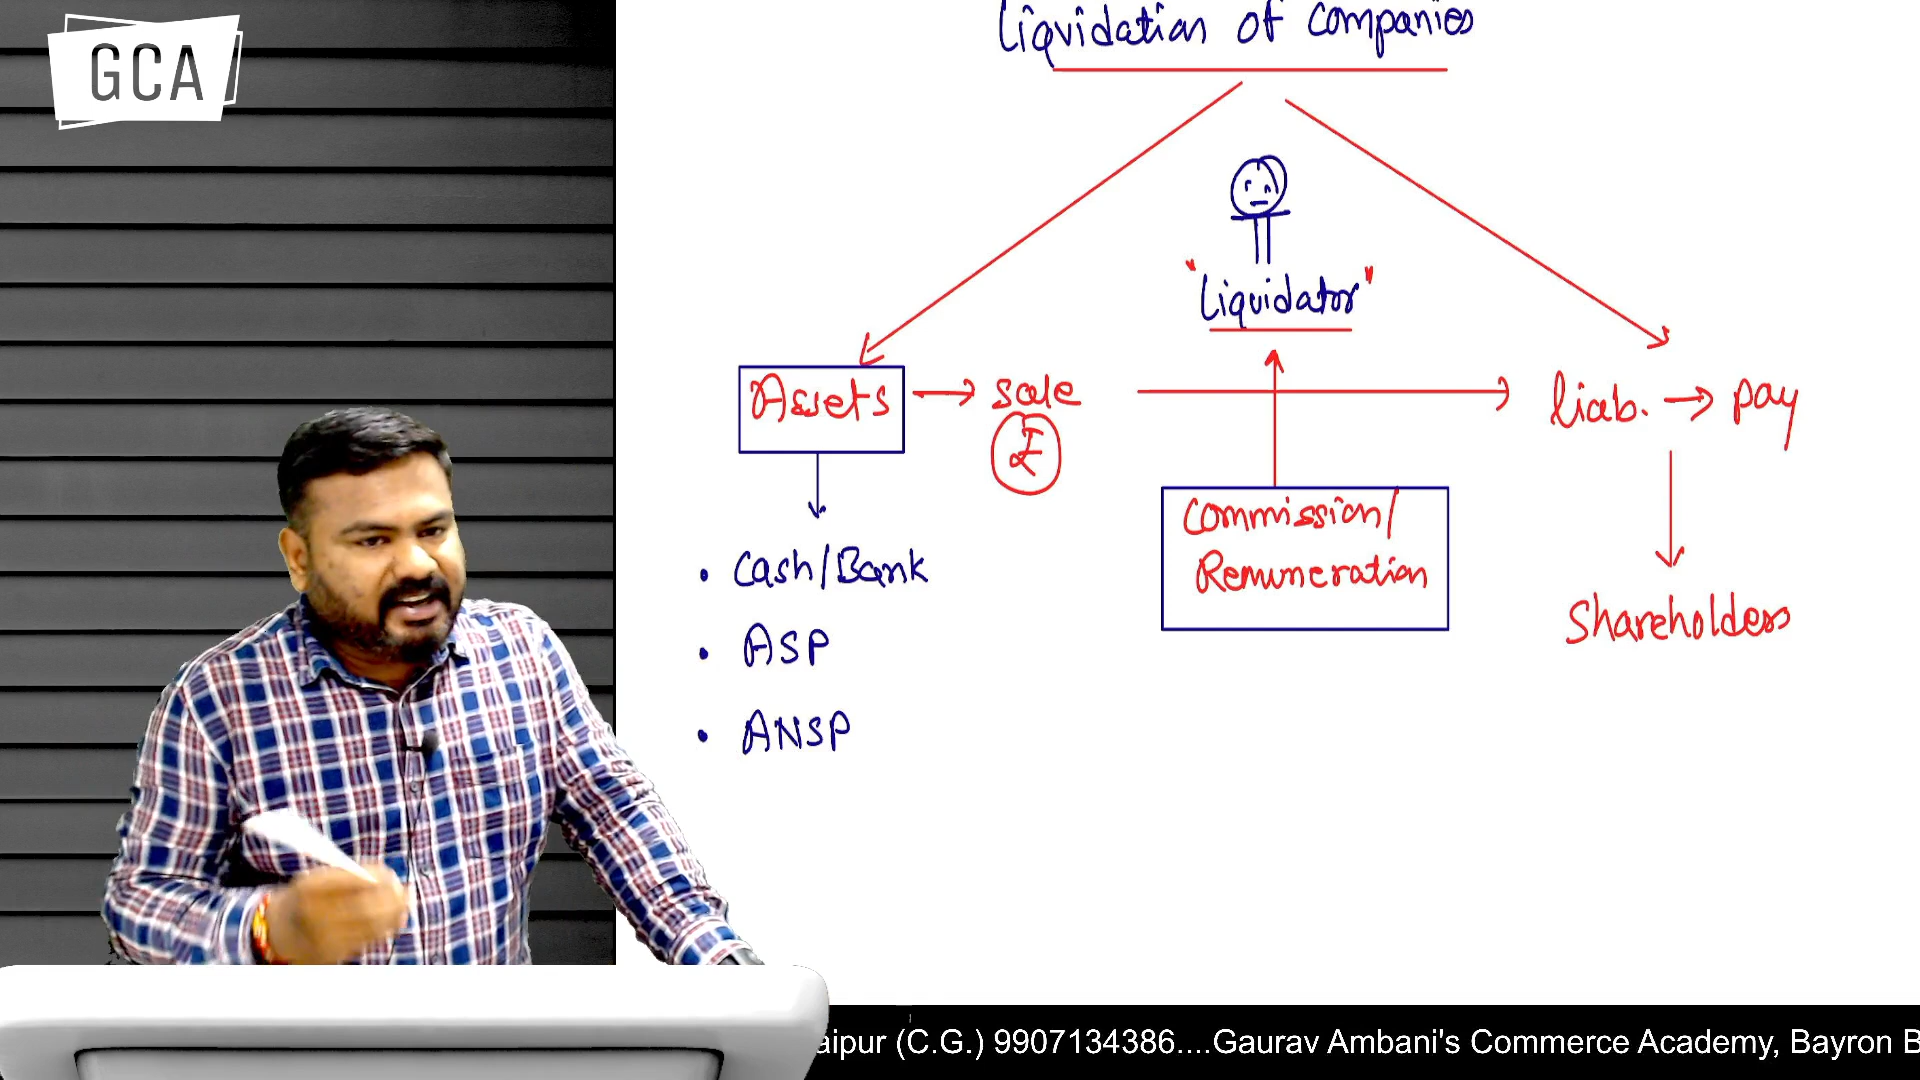 GCA
Liquidation of companies
"Liquidator"
Assets → sale
liab. → pay
Commission/
Remuneration
• Cash/Bank
• ASP
• ANSP
Shareholders
aipur (C.G.) 9907134386....Gaurav Ambani's Commerce Academy, Bayron B